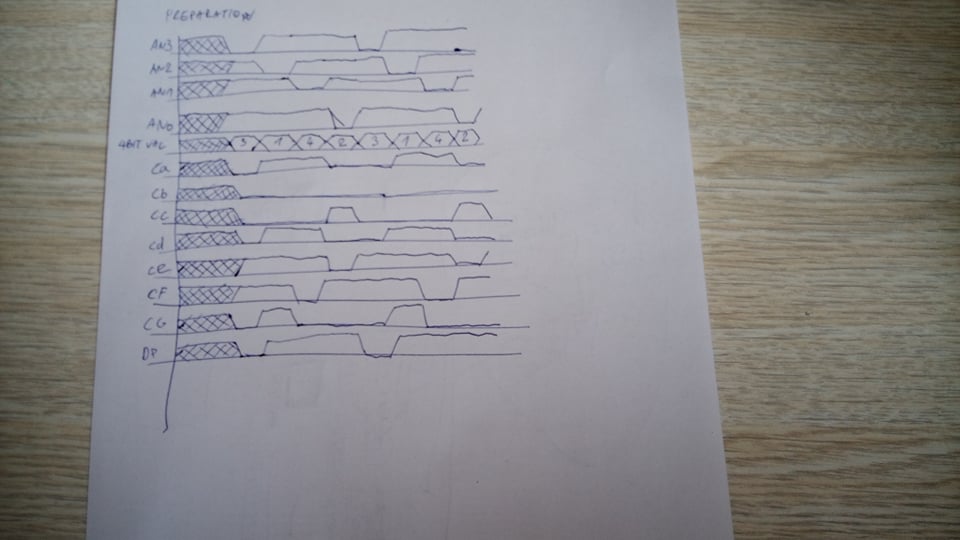 PREPARATION
AN3
AN2
AN1
AN0
4BIT VAL 3 1 4 2 3 1 4 2
Ca
Cb
CC
Cd
CE
CF
CG
DP